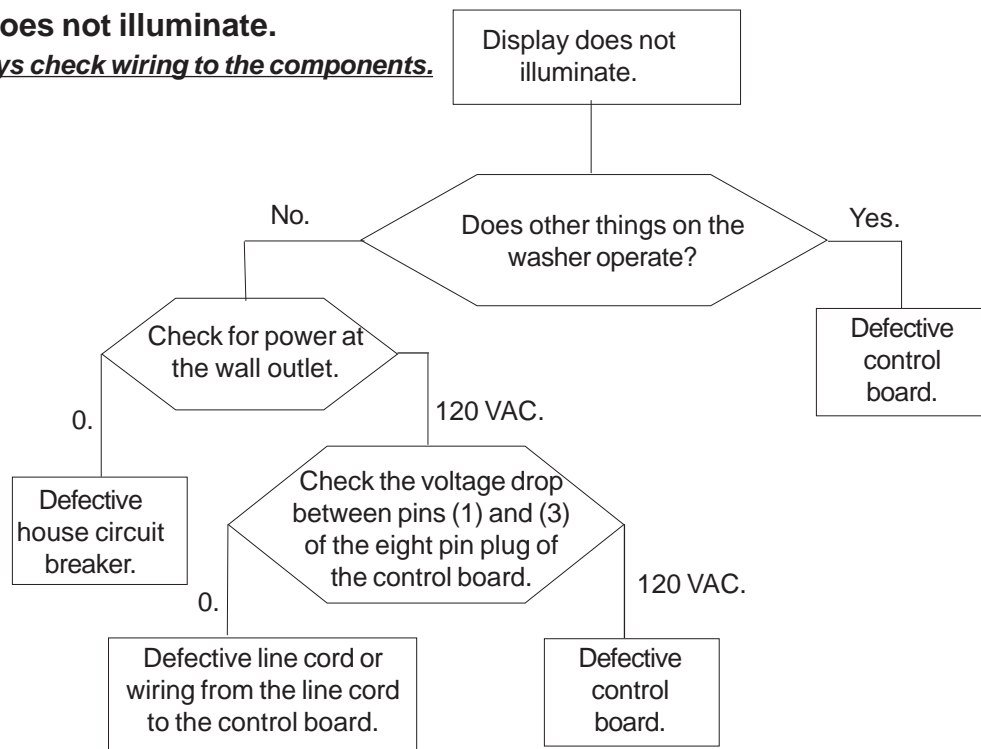 oes not illuminate.
ys check wiring to the components.
Display does not
illuminate.
No.
Does other things on the
washer operate?
Yes.
Check for power at
the wall outlet.
Defective
control
board.
0.
120 VAC.
Defective
house circuit
breaker.
Check the voltage drop
between pins (1) and (3)
of the eight pin plug of
the control board.
0.
120 VAC.
Defective line cord or
wiring from the line cord
to the control board.
Defective
control
board.